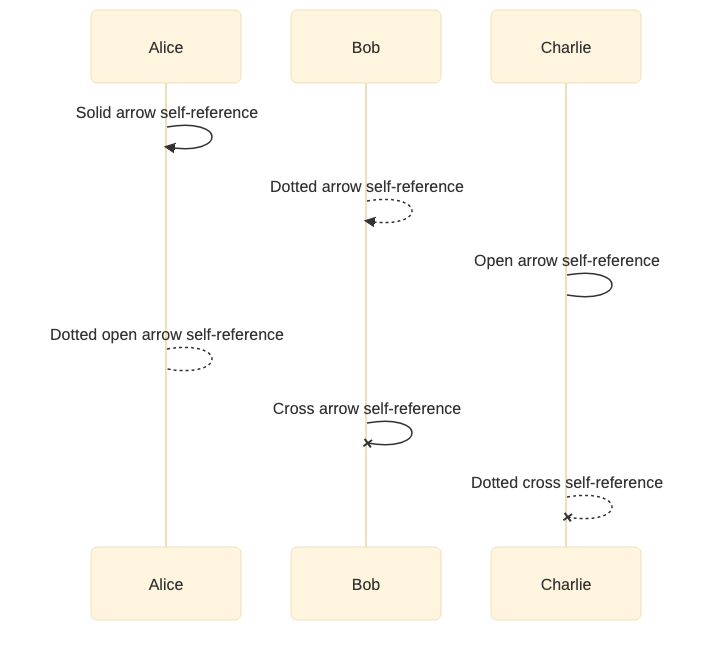 Alice
Bob
Charlie
Solid arrow self-reference
Dotted arrow self-reference
Open arrow self-reference
Dotted open arrow self-reference
Cross arrow self-reference
Dotted cross self-reference
Alice
Bob
Charlie